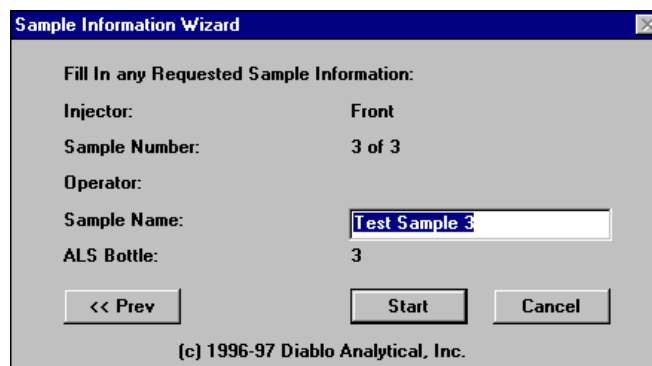 Sample Information Wizard
Fill In any Requested Sample Information:
Injector: Front
Sample Number: 3 of 3
Operator:
Sample Name: Test Sample 3
ALS Bottle: 3
<< Prev Start Cancel
(c) 1996-97 Diablo Analytical, Inc.